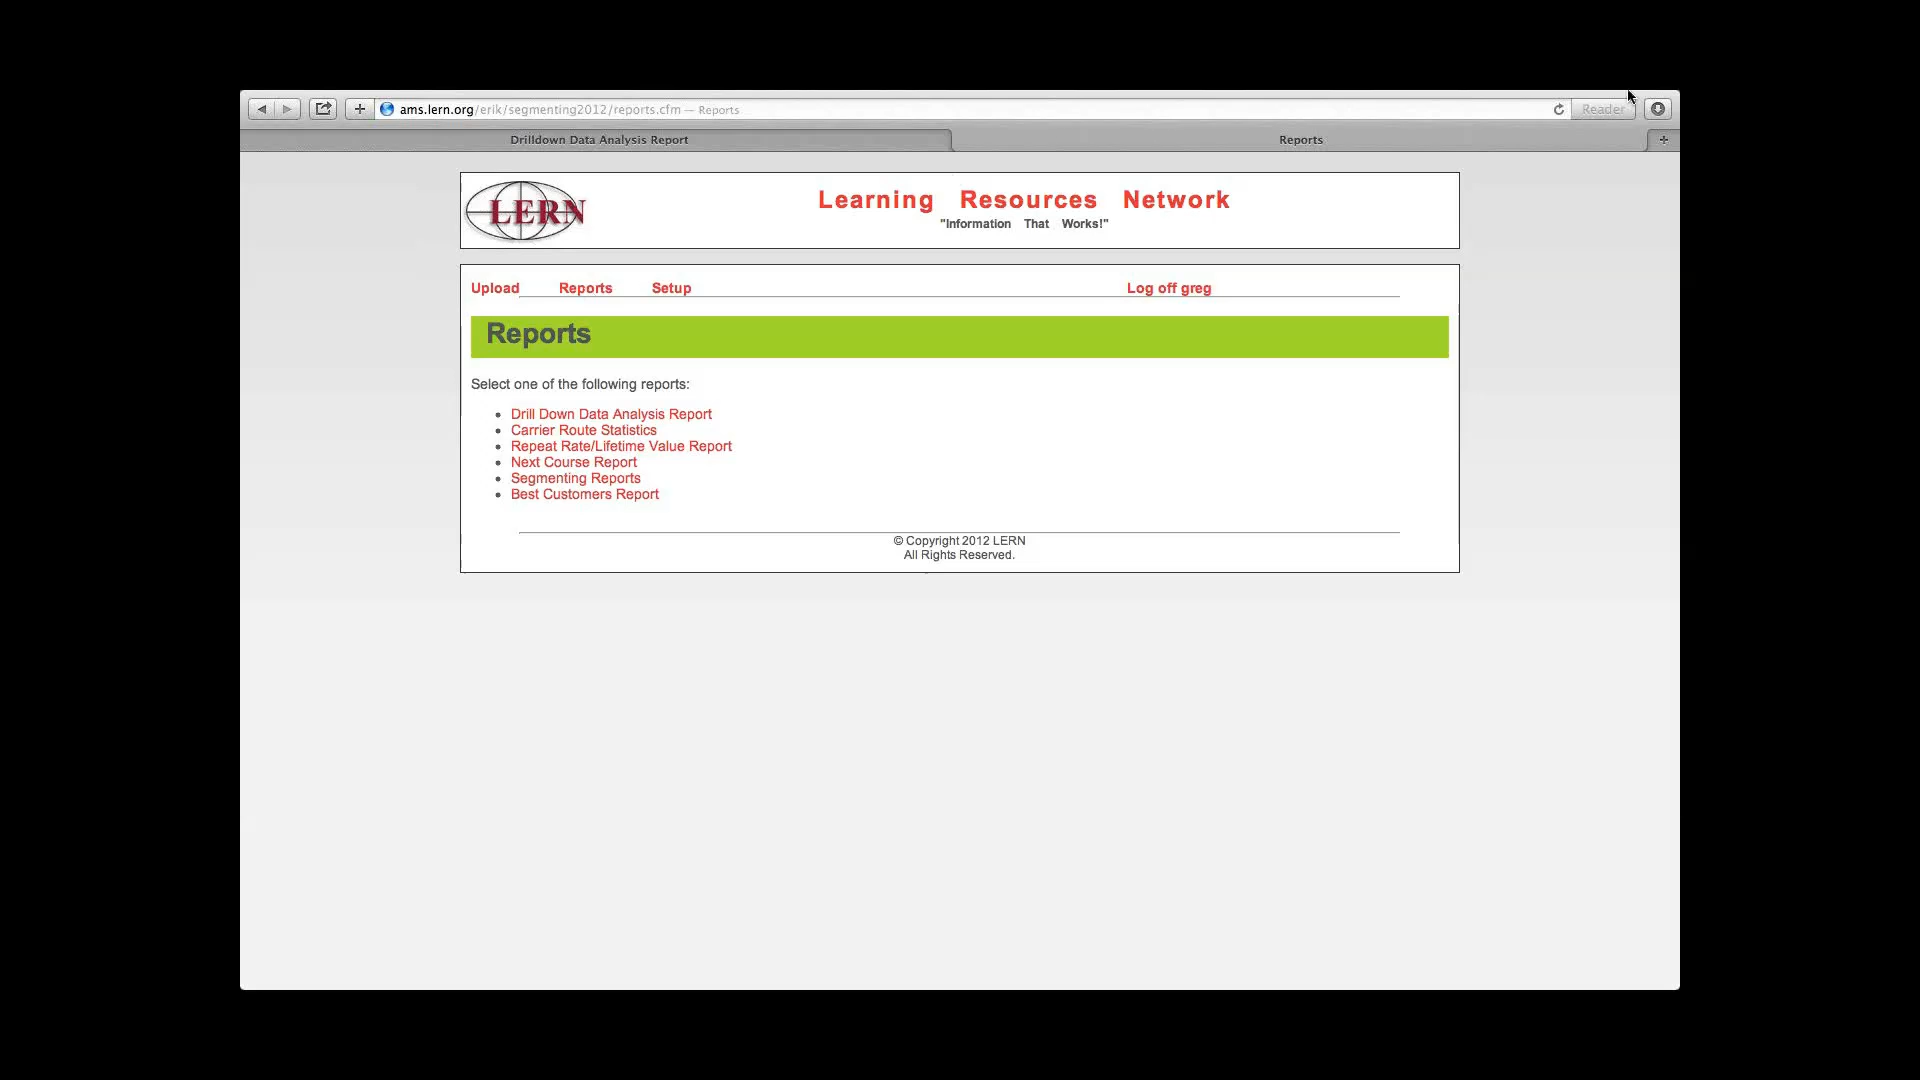 ams.lern.org/erik/segmenting2012/reports.cfm — Reports
Reader
Drilldown Data Analysis Report
Reports
LERN
Learning Resources Network
"Information That Works!"
Upload Reports Setup Log off greg
Reports
Select one of the following reports:
Drill Down Data Analysis Report
Carrier Route Statistics
Repeat Rate/Lifetime Value Report
Next Course Report
Segmenting Reports
Best Customers Report
© Copyright 2012 LERN
All Rights Reserved.